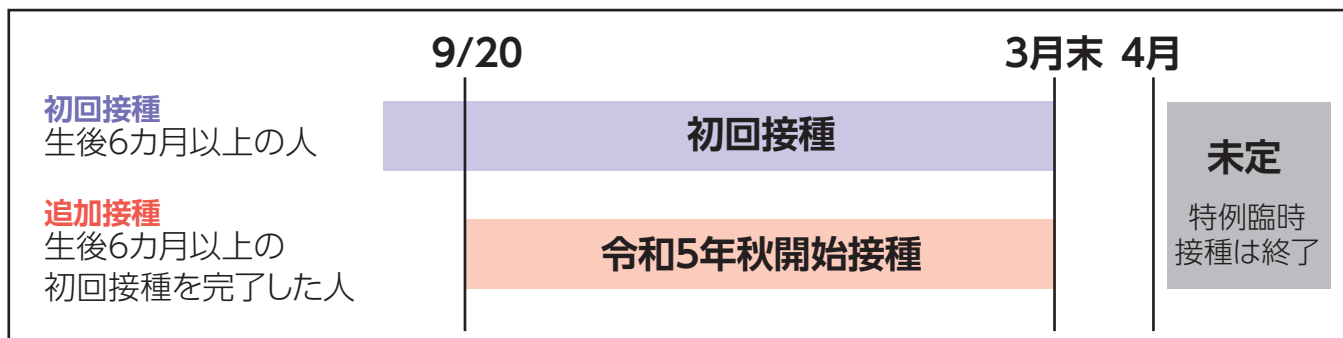 9/20
3月末
4月
初回接種
生後6カ月以上の人
初回接種
追加接種
生後6カ月以上の
初回接種を完了した人
令和5年秋開始接種
未定
特例臨時
接種は終了